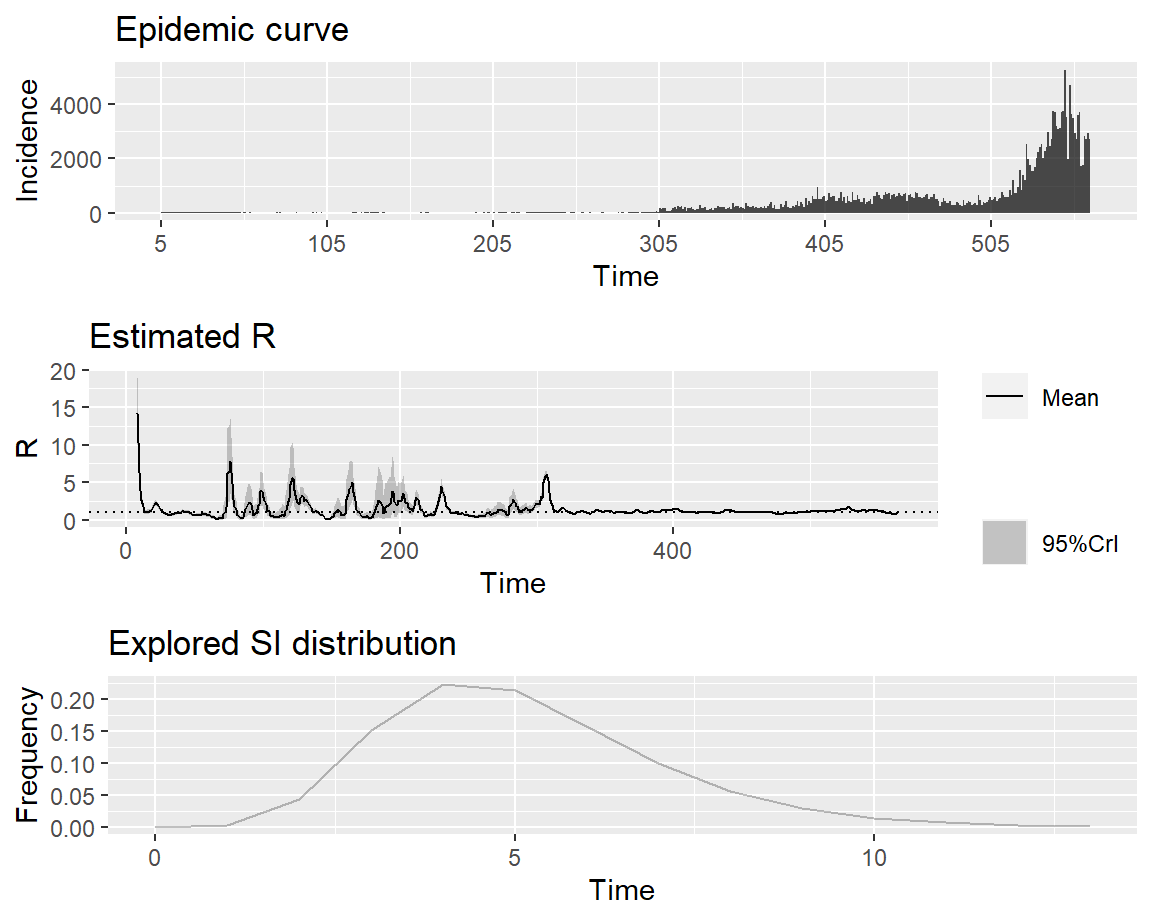 Epidemic curve
Incidence
4000
2000
0
5 105 205 305 405 505
Time
Estimated R
R
20
15
10
5
0
0 200 400
Time
Mean
95%CrI
Explored SI distribution
Frequency
0.20
0.15
0.10
0.05
0.00
0 5 10
Time